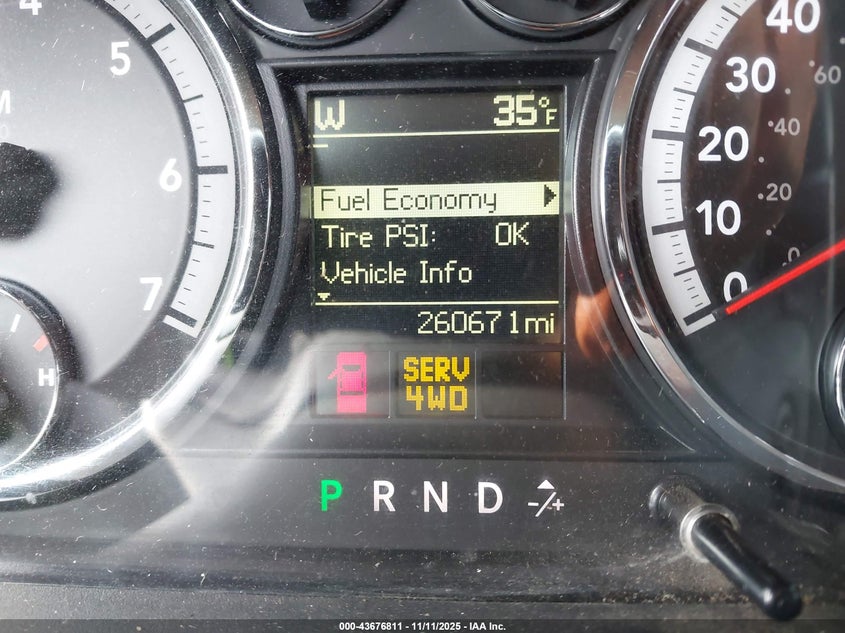 4
5
6
7
M
H
W 35°F
Fuel Economy
Tire PSI: OK
Vehicle Info
260671mi
SERV
4WD
P R N D -/+
40
30
20
10
0
60
40
20
0
000-43676811 - 11/11/2025 - IAA Inc.